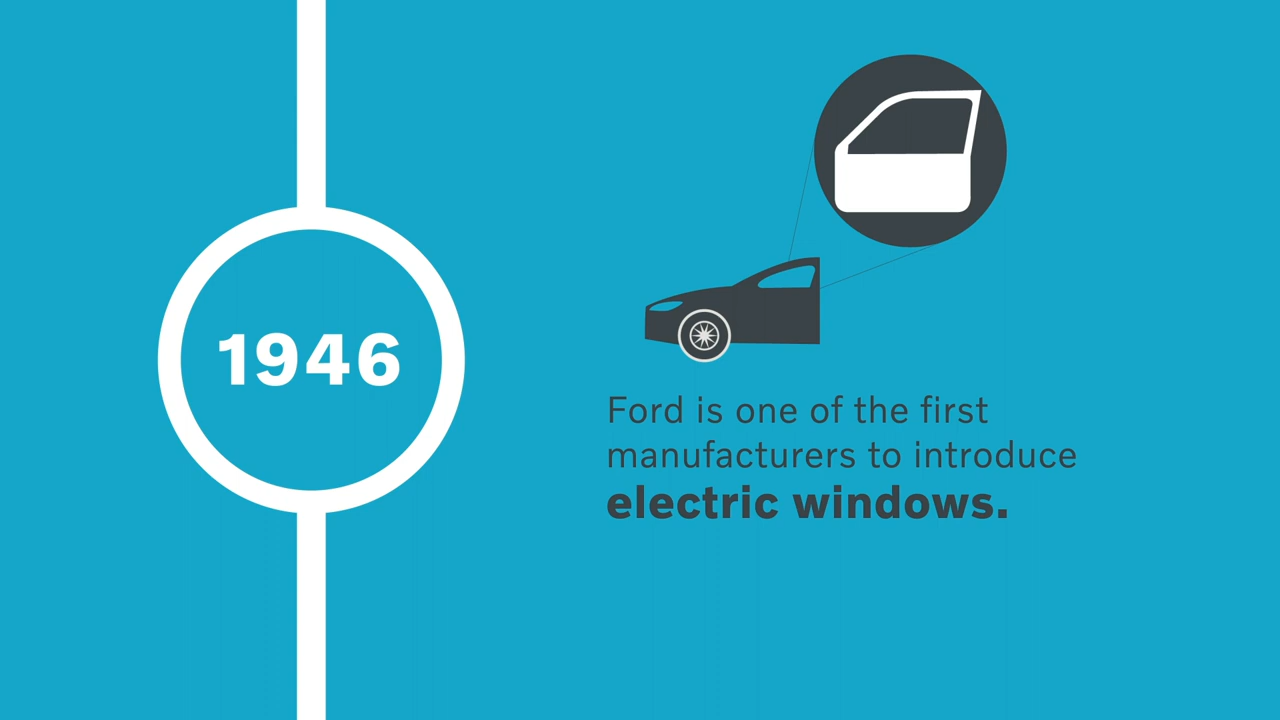 1946
Ford is one of the first
manufacturers to introduce
electric windows.